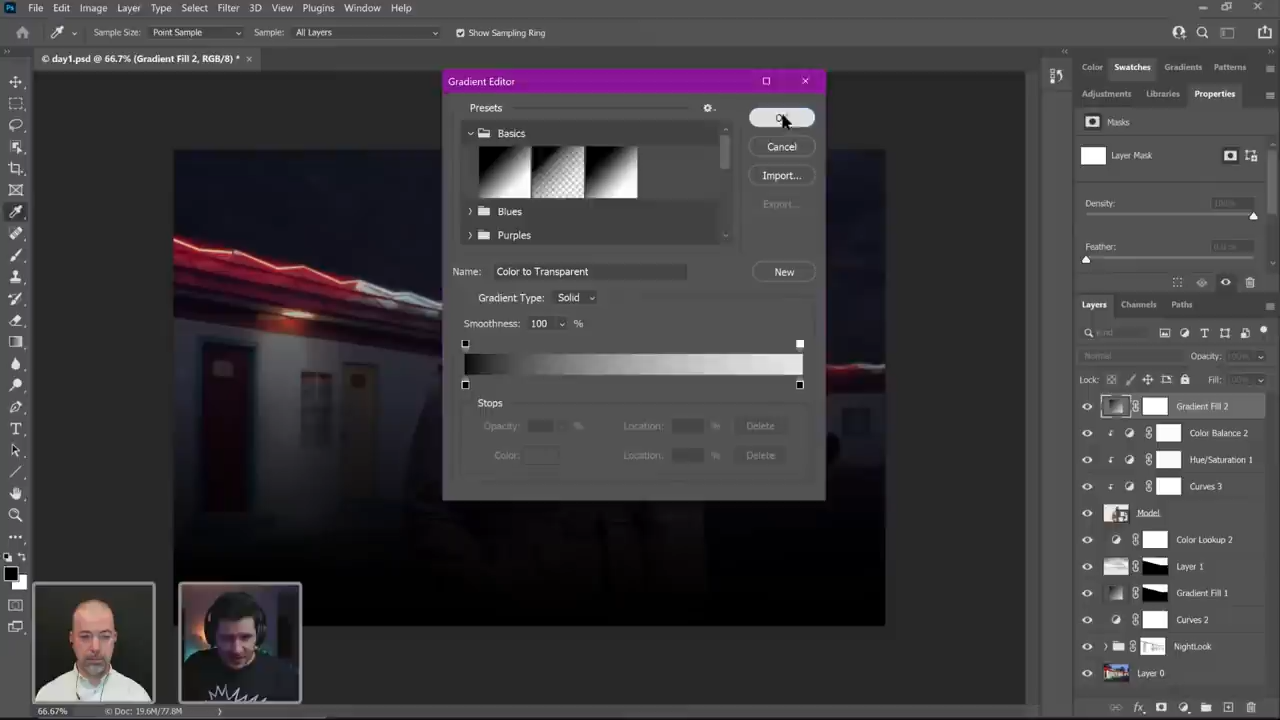 Ps File Edit Image Layer Type Select Filter 3D View Plugins Window Help
Sample Size: Point Sample Sample: All Layers Show Sampling Ring
© day1.psd @ 66.7% (Gradient Fill 2, RGB/8) *
Gradient Editor
Presets
Basics
Blues
Purples
Cancel
Import...
Export...
Name: Color to Transparent
New
Gradient Type: Solid
Smoothness: 100 %
Stops
Opacity: % Location: % Delete
Color: Location: % Delete
Color Swatches Gradients Patterns
Adjustments Libraries Properties
Masks
Layer Mask
Density: 100%
Feather:
Layers Channels Paths
Kind
Normal Opacity: 100%
Lock: Fill:
Gradient Fill 2
Color Balance 2
Hue/Saturation 1
Curves 3
Model
Color Lookup 2
Layer 1
Gradient Fill 1
Curves 2
NightLook
Layer 0
66.67% © Doc: 19.6M/77.8M